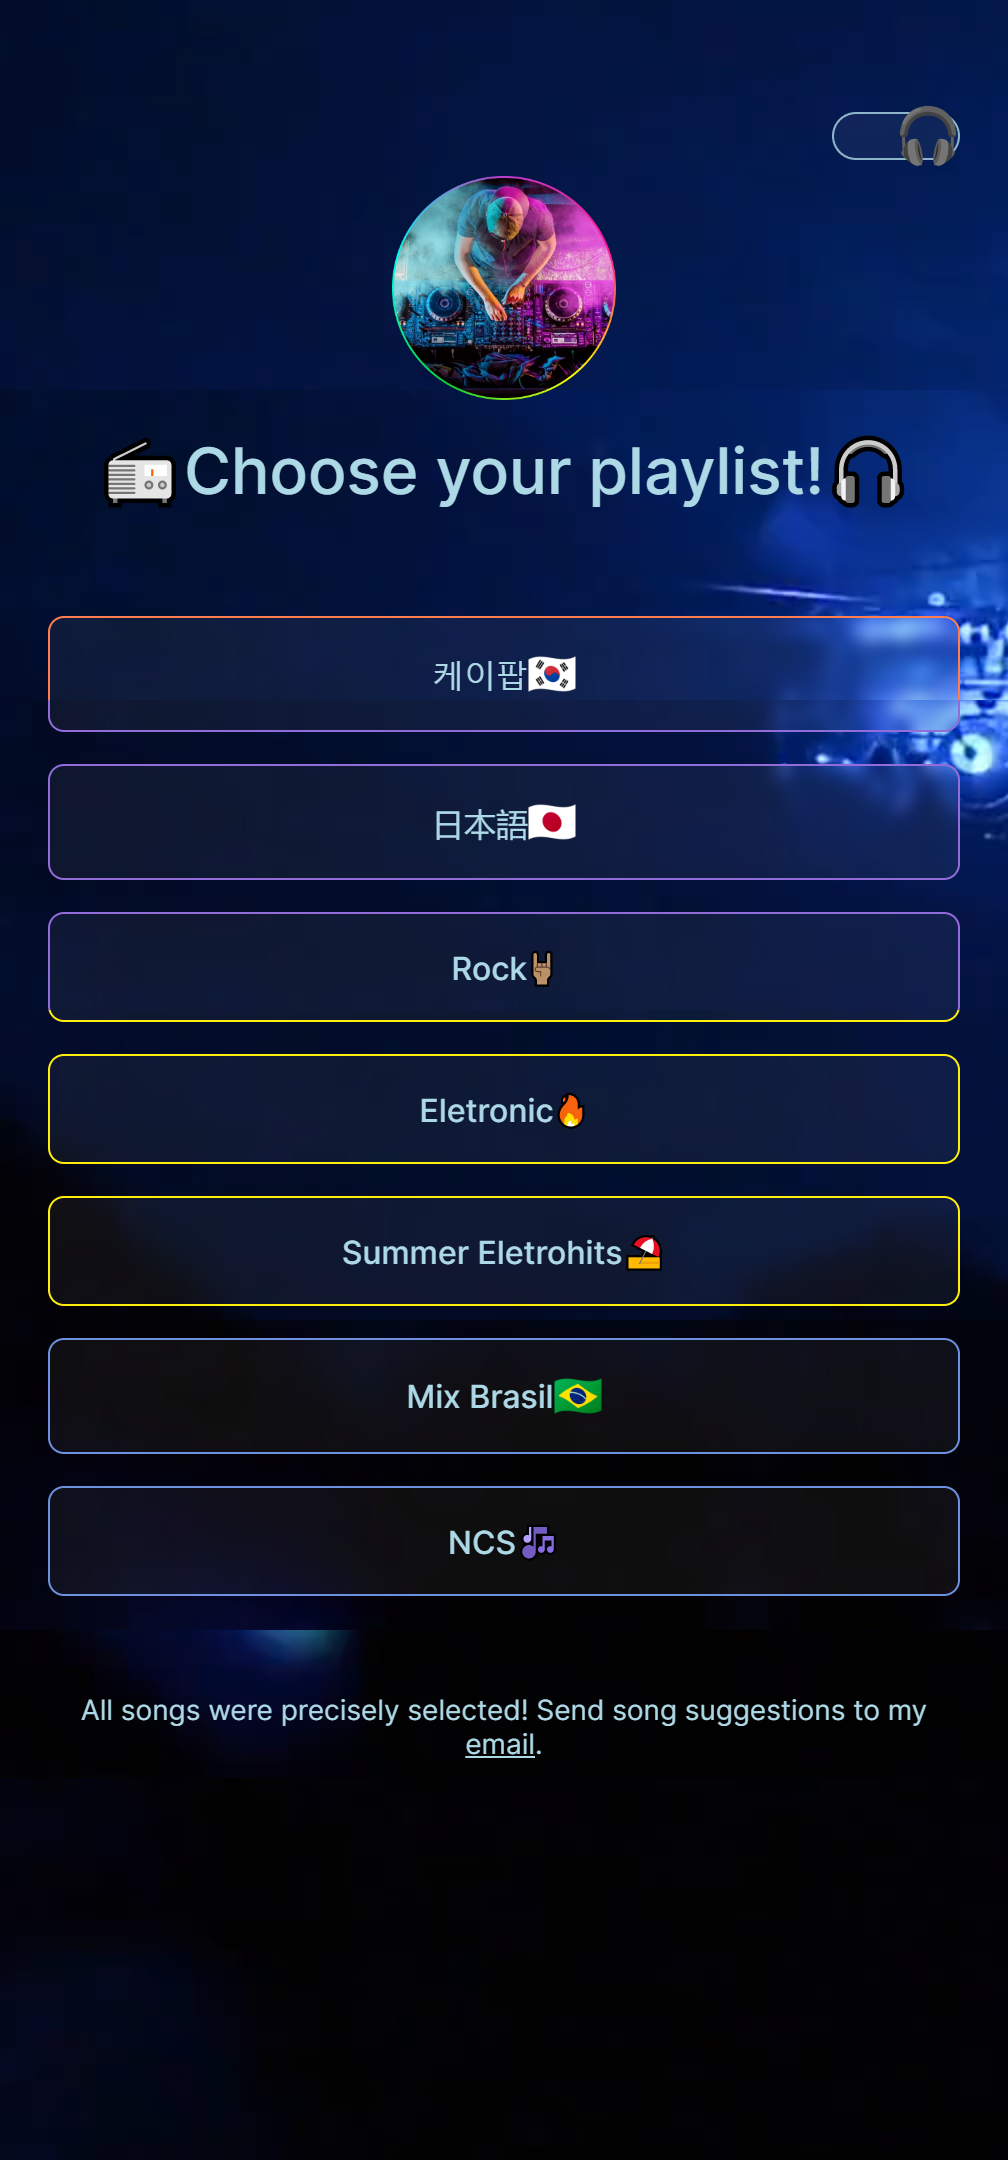 Choose your playlist!
케이팝
日本語
Rock
Eletronic
Summer Eletrohits
Mix Brasil
NCS
All songs were precisely selected! Send song suggestions to my
email.